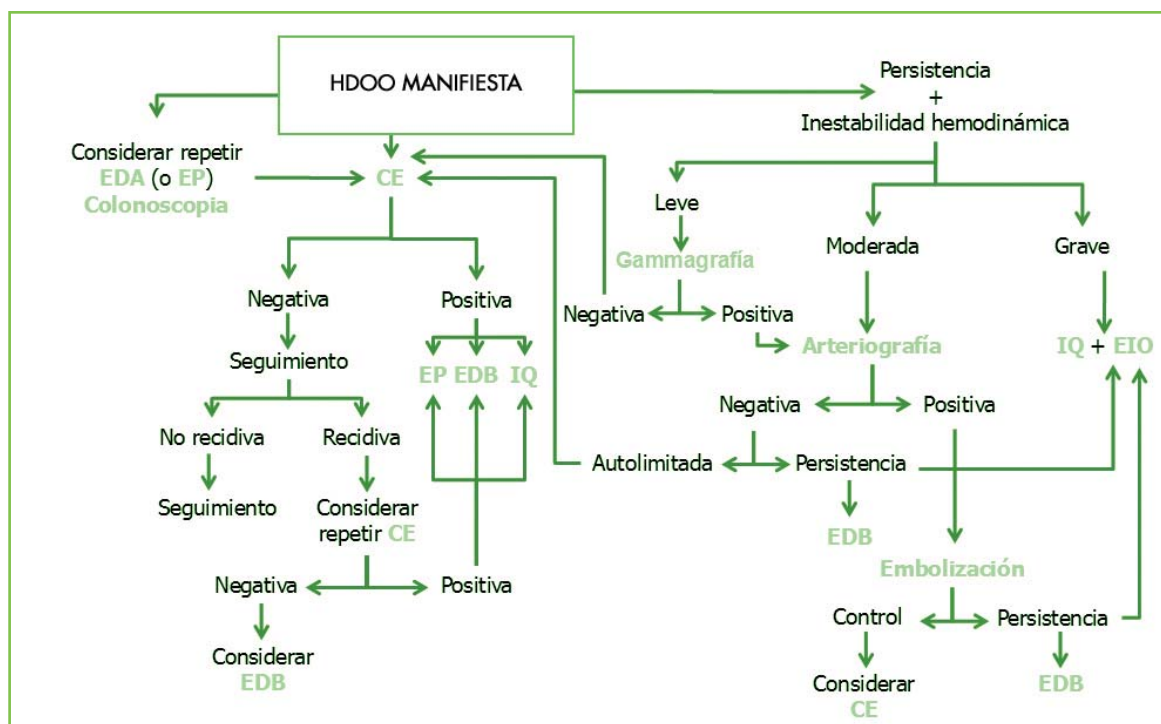 HDOO MANIFIESTA
Persistencia
+
Inestabilidad hemodinámica
Considerar repetir
EDA (o EP)
Colonoscopia
CE
Leve
Moderada
Grave
Gammagrafía
Negativa
Positiva
Negativa
Positiva
Arteriografía
IQ + EIO
Seguimiento
EP EDB IQ
Negativa
Positiva
No recidiva
Recidiva
Autolimitada
Persistencia
Seguimiento
Considerar
repetir CE
EDB
Embolización
Negativa
Positiva
Control
Persistencia
Considerar
EDB
Considerar
CE
EDB